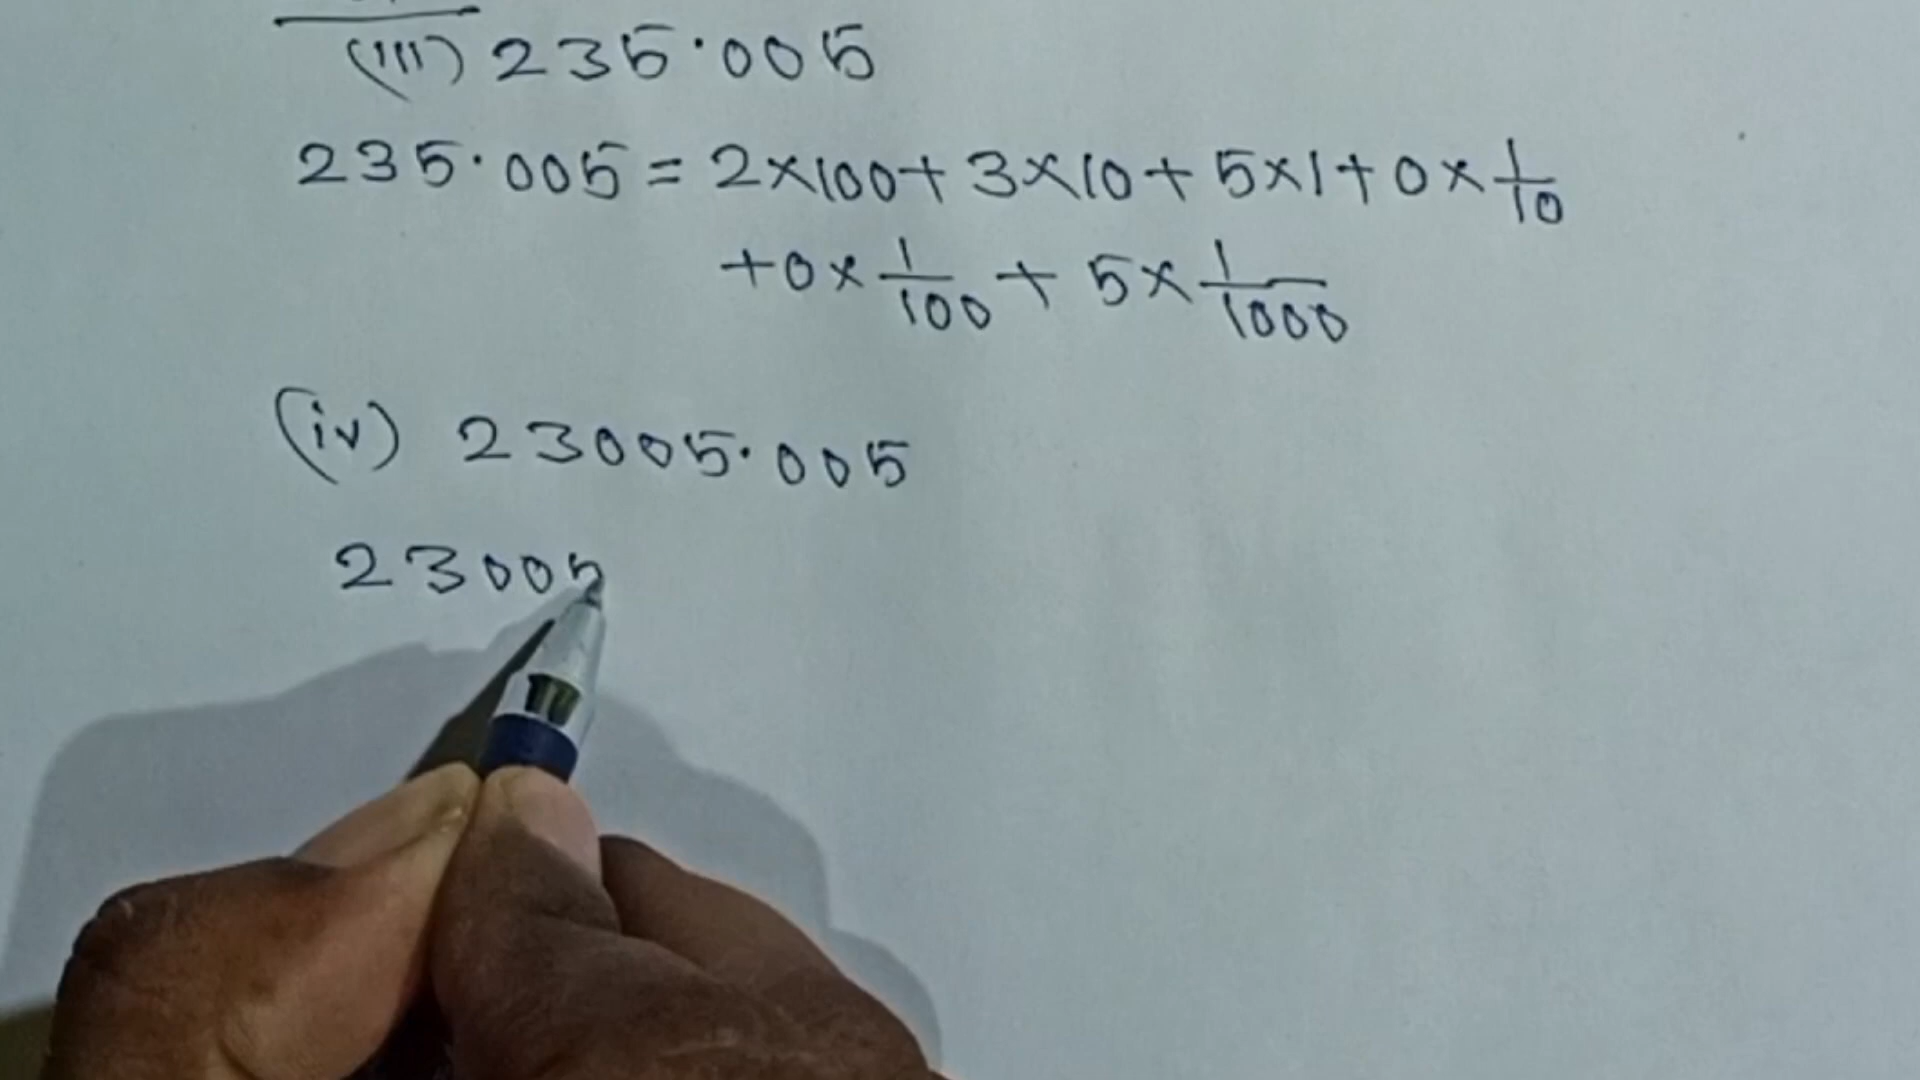 (iii) 235.005
235.005 = 2×100+3×10+5×1+0×1/10
+0×1/100+5×1/1000
(iv) 23005.005
23005